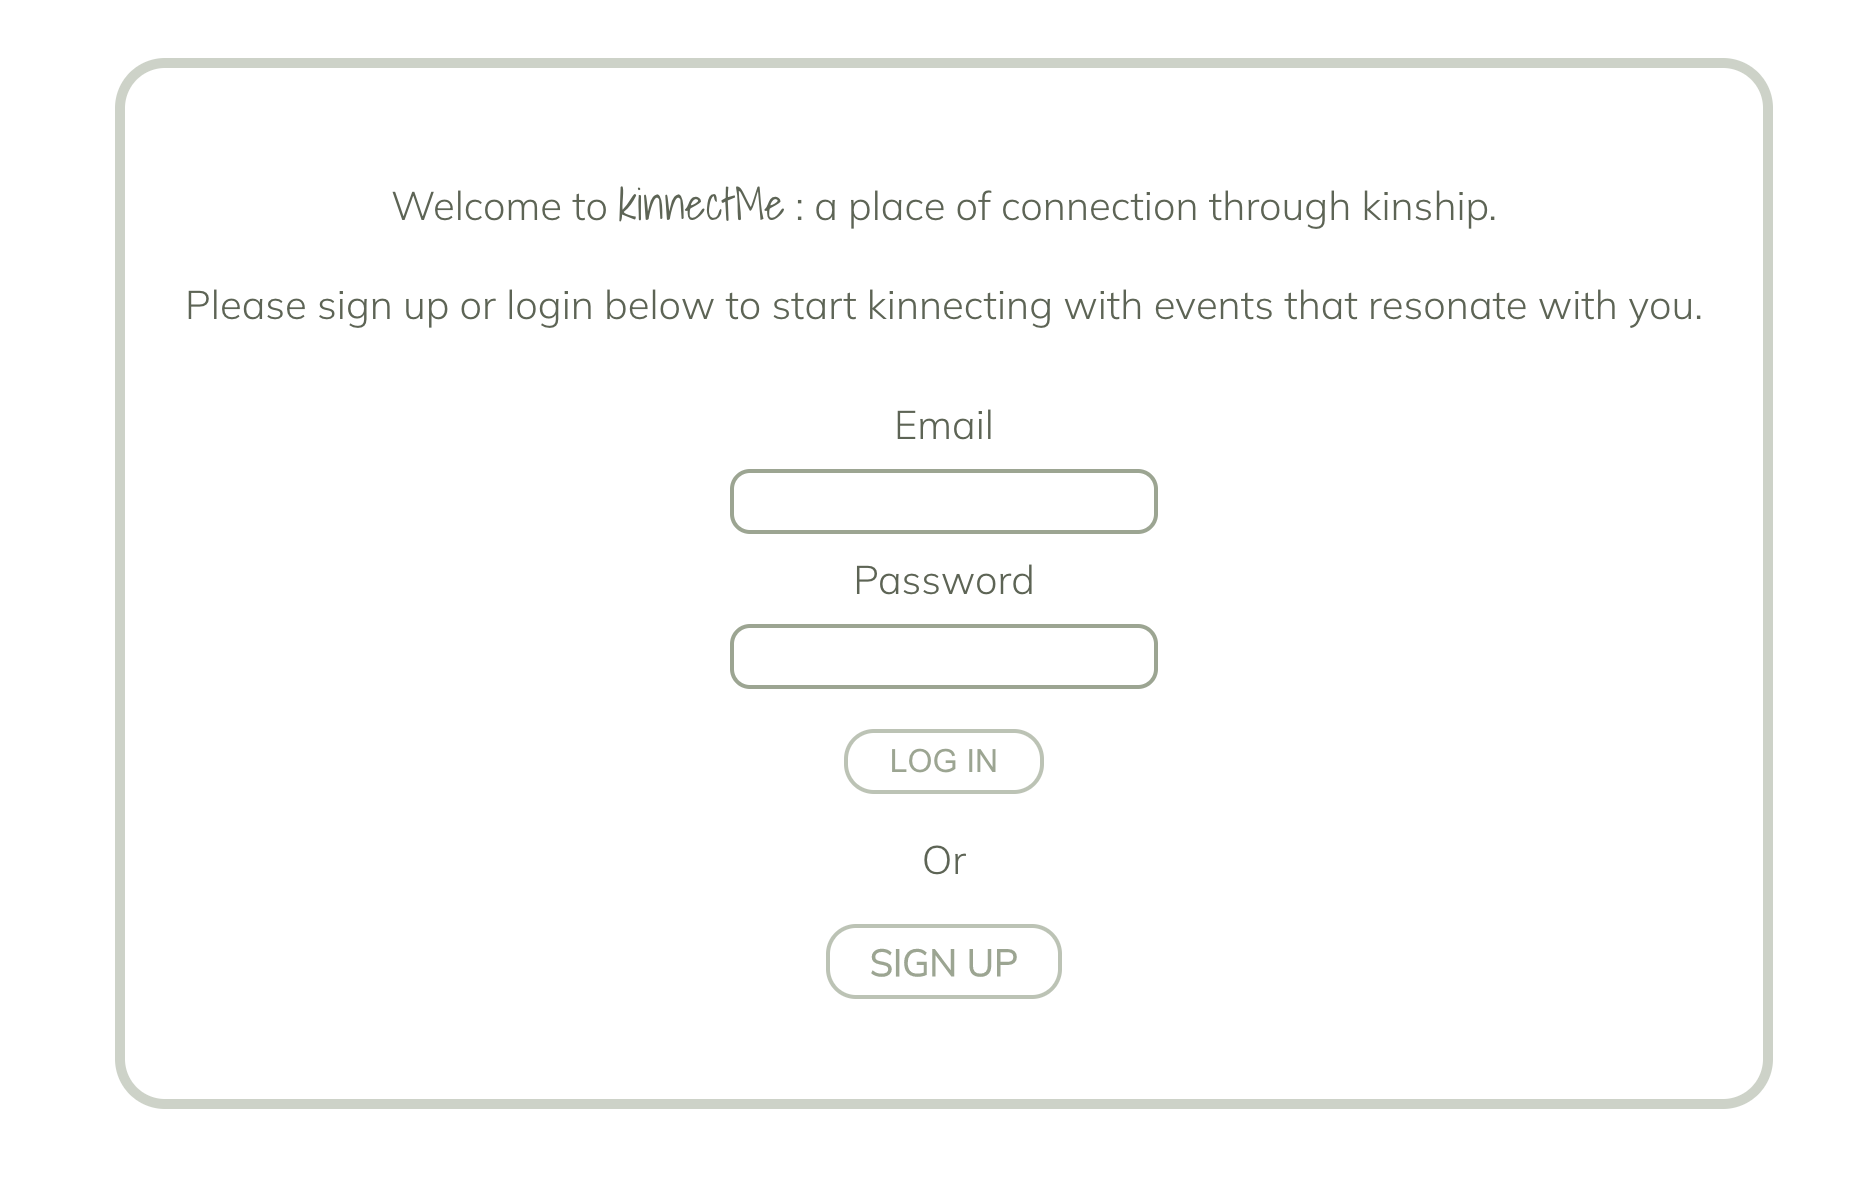 Welcome to kinnectMe : a place of connection through kinship.
Please sign up or login below to start kinnecting with events that resonate with you.
Email
Password
LOG IN
Or
SIGN UP